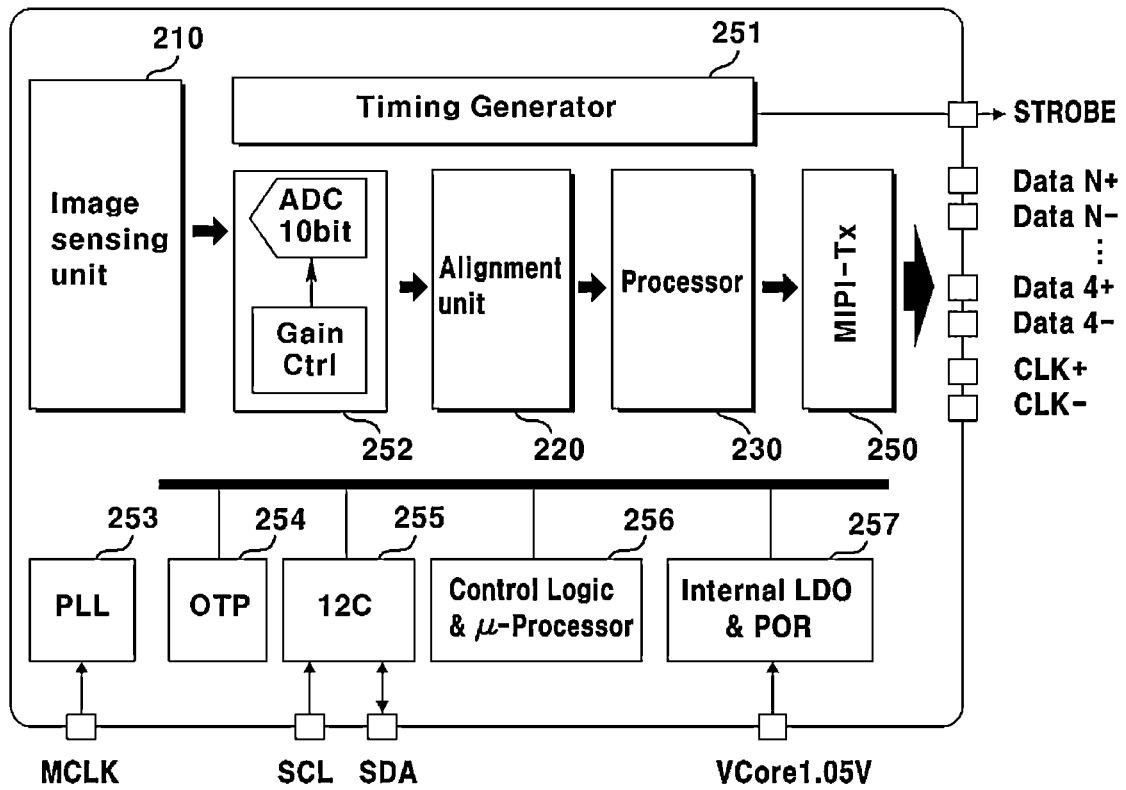 210
251
Timing Generator
STROBE
Image
sensing
unit
ADC
10bit
Gain
Ctrl
Alignment
unit
Processor
MIPI-Tx
Data N+
Data N-
⋮
Data 4+
Data 4-
CLK+
CLK-
252
220
230
250
253
254
255
256
257
PLL
OTP
12C
Control Logic
& μ-Processor
Internal LDO
& POR
MCLK
SCL
SDA
VCore1.05V